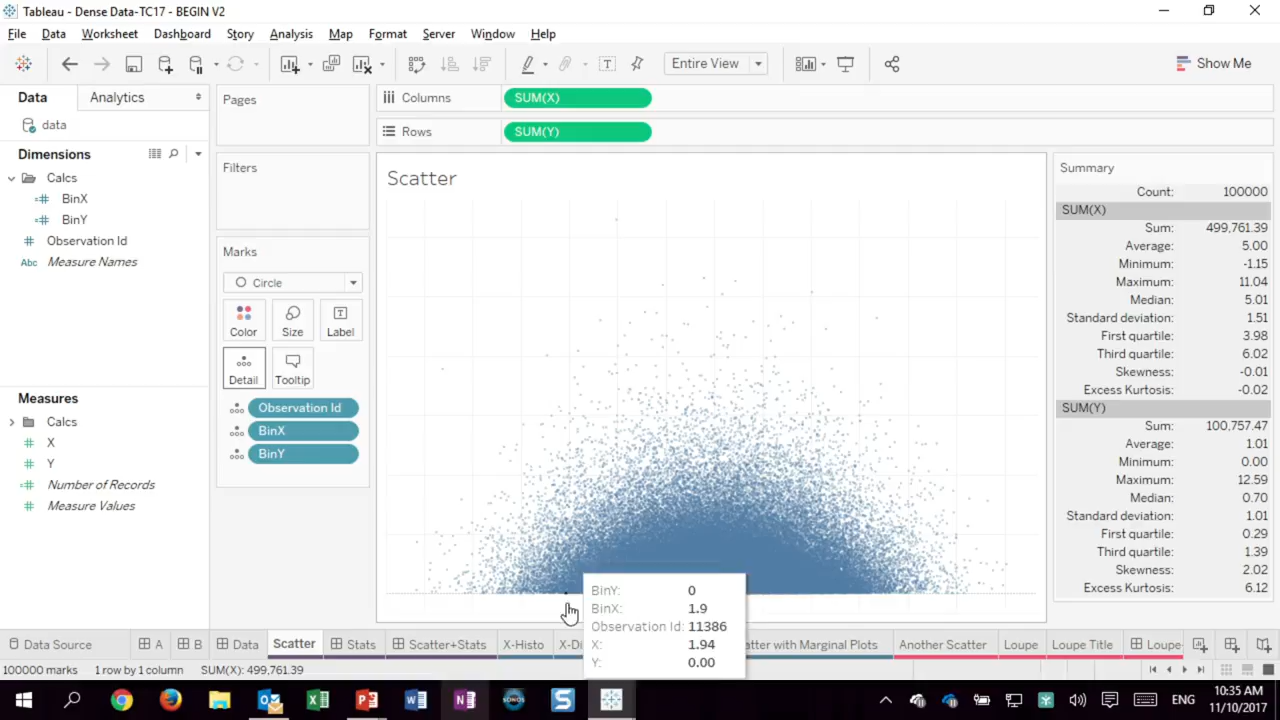 Tableau - Dense Data-TC17 - BEGIN V2
File Data Worksheet Dashboard Story Analysis Map Format Server Window Help
Entire View
Show Me
Data Analytics
data
Dimensions
Calcs
BinX
BinY
Observation Id
Abc Measure Names
Measures
Calcs
X
Y
Number of Records
Measure Values
Pages
Filters
Marks
Circle
Color Size Label
Detail Tooltip
Observation Id
BinX
BinY
Columns SUM(X)
Rows SUM(Y)
Scatter
BinY: 0
BinX: 1.9
Observation Id: 11386
X: 1.94
Y: 0.00
Summary
Count: 100000
SUM(X)
Sum: 499,761.39
Average: 5.00
Minimum: -1.15
Maximum: 11.04
Median: 5.01
Standard deviation: 1.51
First quartile: 3.98
Third quartile: 6.02
Skewness: -0.01
Excess Kurtosis: -0.02
SUM(Y)
Sum: 100,757.47
Average: 1.01
Minimum: 0.00
Maximum: 12.59
Median: 0.70
Standard deviation: 1.01
First quartile: 0.29
Third quartile: 1.39
Skewness: 2.02
Excess Kurtosis: 6.12
Data Source A B Data Scatter Stats Scatter+Stats X-Histo X-Di atter with Marginal Plots Another Scatter Loupe Loupe Title Loupe-
100000 marks 1 row by 1 column SUM(X): 499,761.39
SONOS
ENG
10:35 AM
11/10/2017